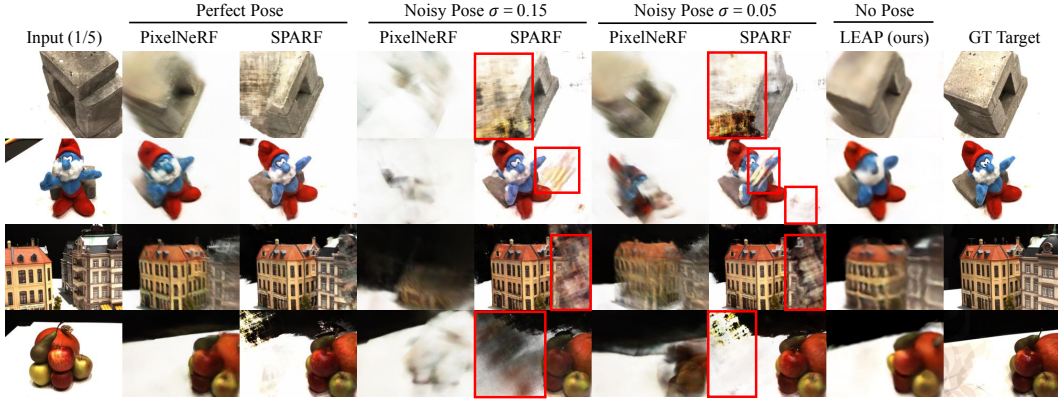 Perfect Pose Noisy Pose σ = 0.15 Noisy Pose σ = 0.05 No Pose
Input (1/5) PixelNeRF SPARF PixelNeRF SPARF PixelNeRF SPARF LEAP (ours) GT Target